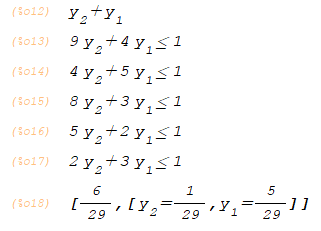 (%o12) y₂+y₁
(%o13) 9 y₂+4 y₁≤1
(%o14) 4 y₂+5 y₁≤1
(%o15) 8 y₂+3 y₁≤1
(%o16) 5 y₂+2 y₁≤1
(%o17) 2 y₂+3 y₁≤1
(%o18) [6/29,[y₂=1/29,y₁=5/29]]